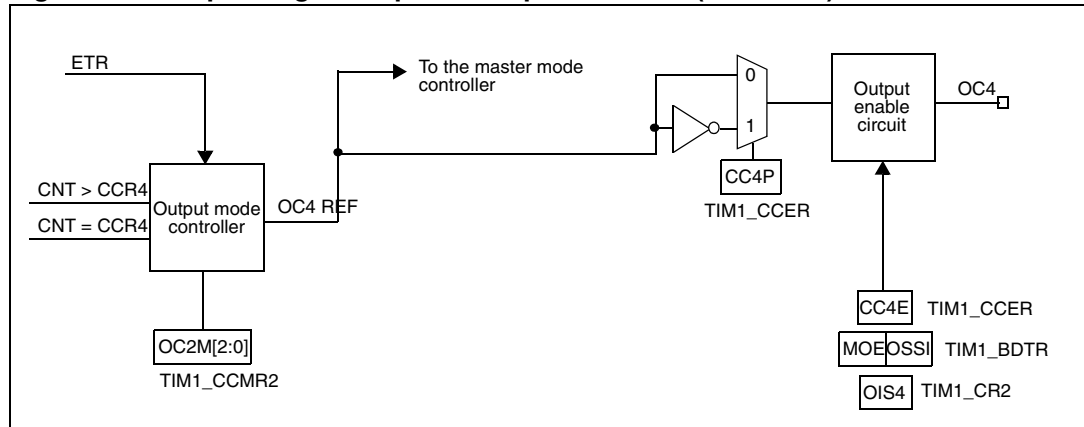 ETR
To the master mode
controller
0
1
Output
enable
circuit
OC4
CNT > CCR4
CNT = CCR4
Output mode
controller
OC4 REF
CC4P
TIM1_CCER
CC4E
TIM1_CCER
OC2M[2:0]
MOE
OSSI
TIM1_BDTR
TIM1_CCMR2
OIS4
TIM1_CR2